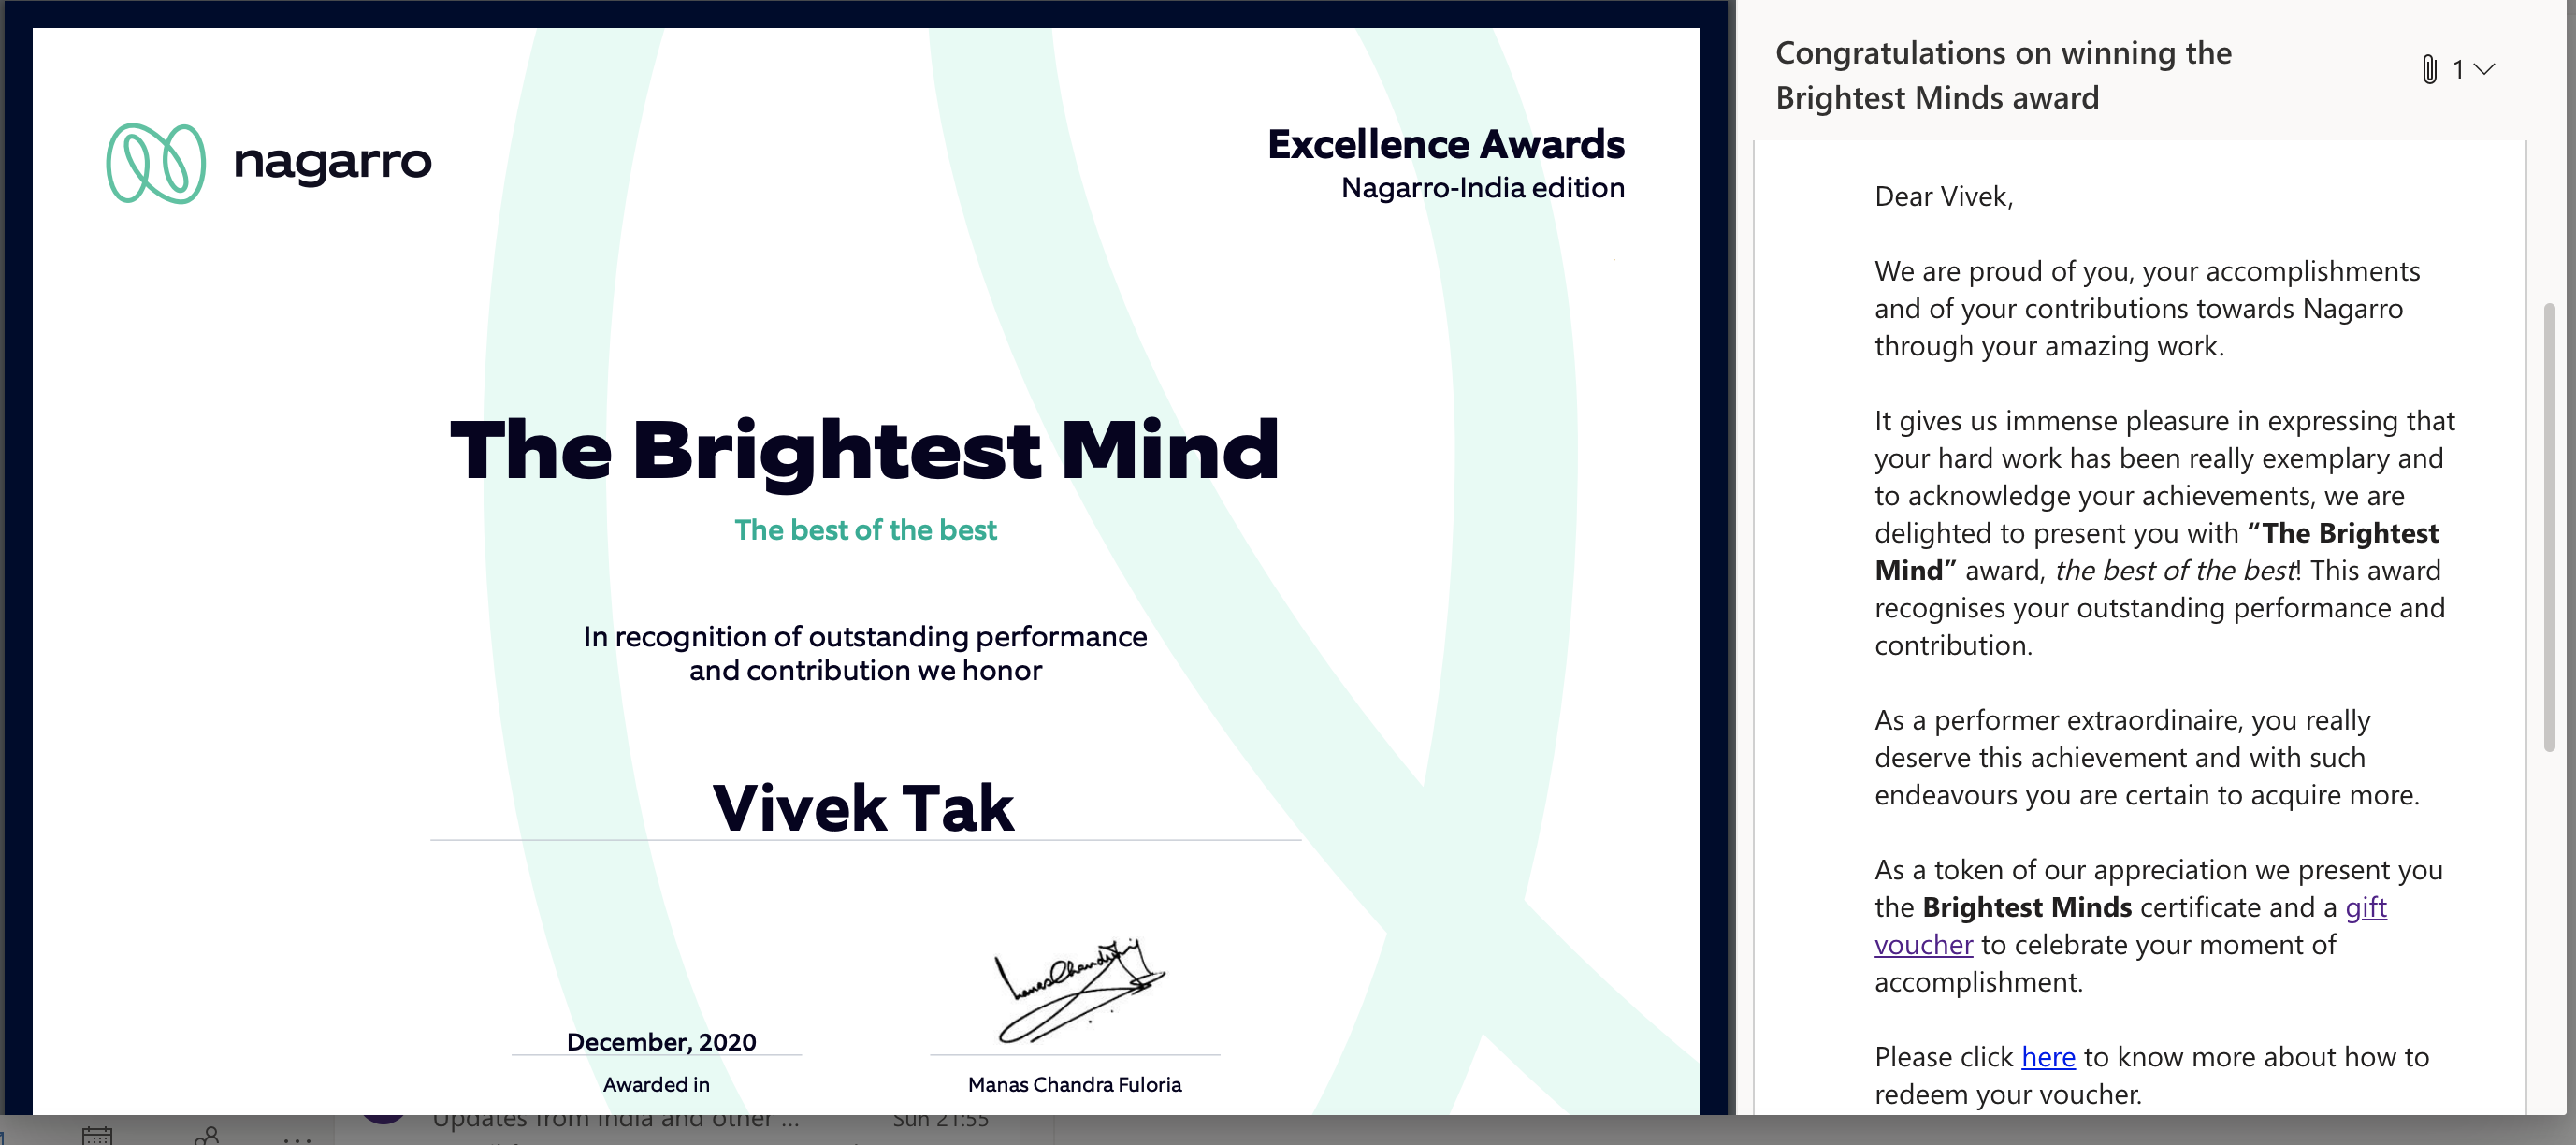 nagarro
Excellence Awards
Nagarro-India edition
The Brightest Mind
The best of the best
In recognition of outstanding performance
and contribution we honor
Vivek Tak
December, 2020
Awarded in
Manas Chandra Fuloria
Updates from India and other ...
Sun 21:55
Congratulations on winning the
Brightest Minds award
1
Dear Vivek,
We are proud of you, your accomplishments
and of your contributions towards Nagarro
through your amazing work.
It gives us immense pleasure in expressing that
your hard work has been really exemplary and
to acknowledge your achievements, we are
delighted to present you with “The Brightest
Mind” award, the best of the best! This award
recognises your outstanding performance and
contribution.
As a performer extraordinaire, you really
deserve this achievement and with such
endeavours you are certain to acquire more.
As a token of our appreciation we present you
the Brightest Minds certificate and a gift
voucher to celebrate your moment of
accomplishment.
Please click here to know more about how to
redeem your voucher.